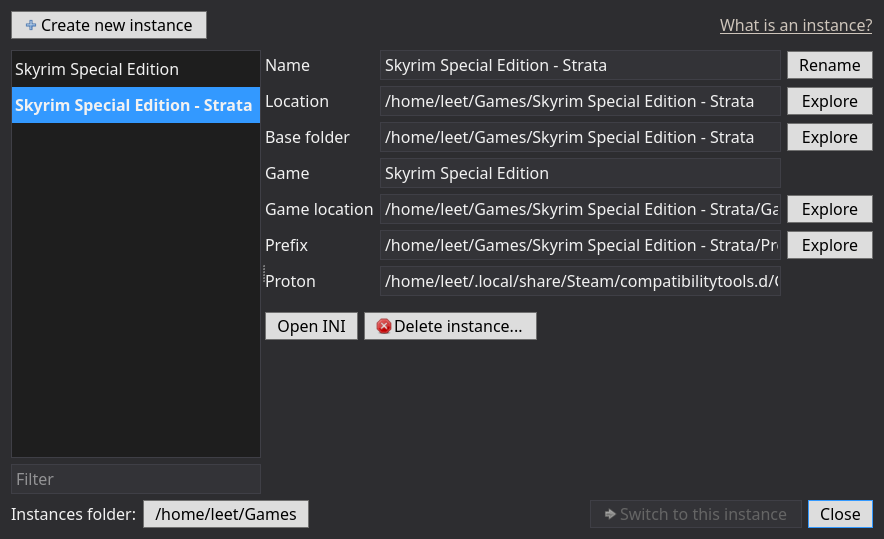 Create new instance
What is an instance?
Skyrim Special Edition
Skyrim Special Edition - Strata
Name
Skyrim Special Edition - Strata
Rename
Location
/home/leet/Games/Skyrim Special Edition - Strata
Explore
Base folder
/home/leet/Games/Skyrim Special Edition - Strata
Explore
Game
Skyrim Special Edition
Game location
/home/leet/Games/Skyrim Special Edition - Strata/Ga
Explore
Prefix
/home/leet/Games/Skyrim Special Edition - Strata/Pr
Explore
Proton
/home/leet/.local/share/Steam/compatibilitytools.d/
Open INI
Delete instance...
Filter
Instances folder:
/home/leet/Games
Switch to this instance
Close